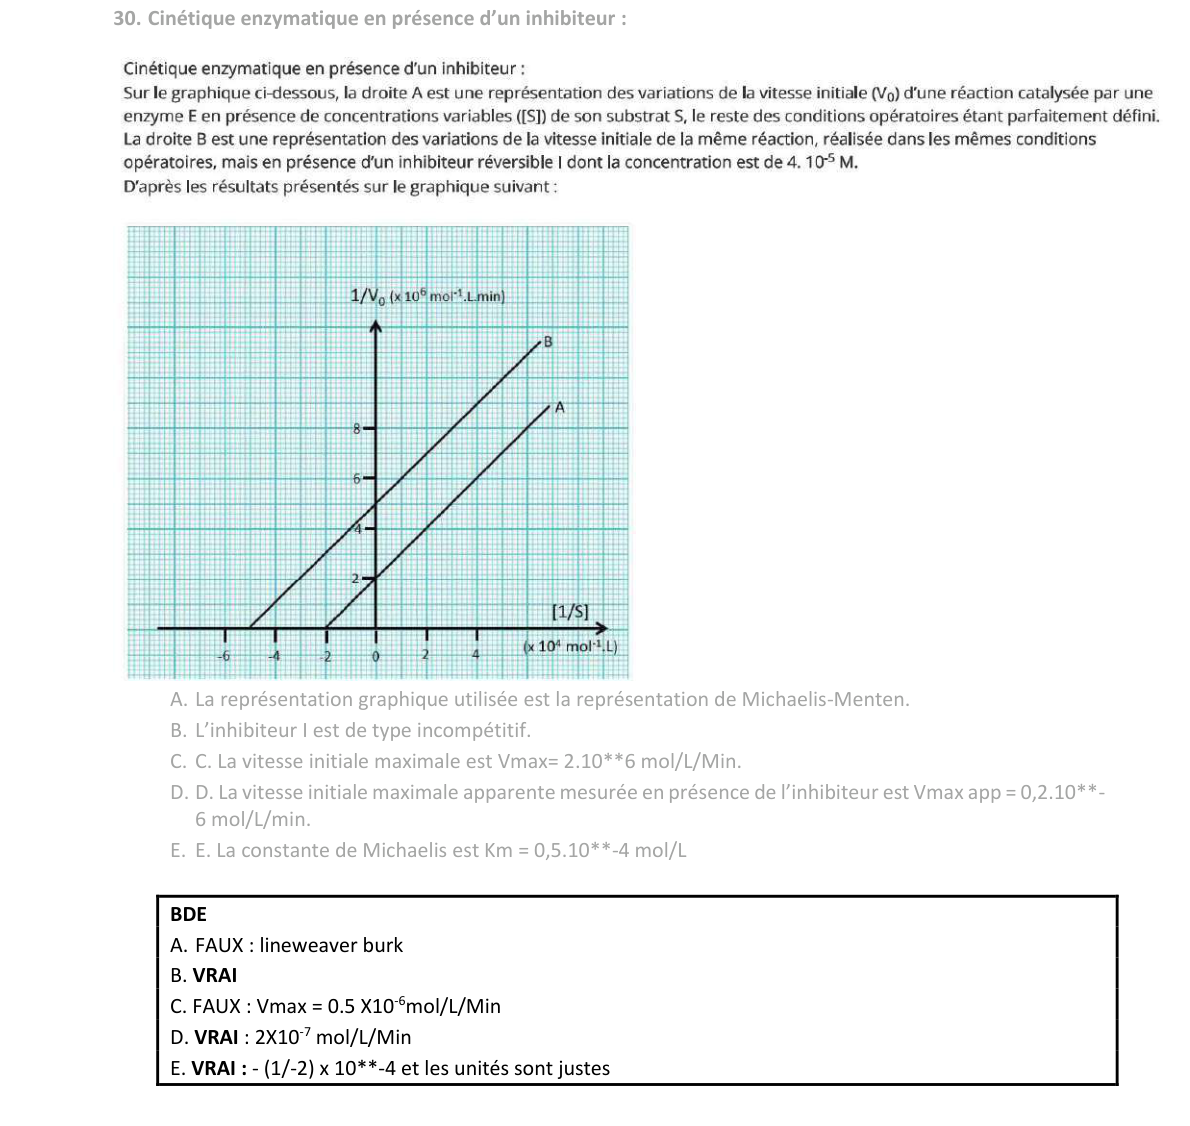 30. Cinétique enzymatique en présence d’un inhibiteur :
Cinétique enzymatique en présence d’un inhibiteur :
Sur le graphique ci-dessous, la droite A est une représentation des variations de la vitesse initiale (V₀) d’une réaction catalysée par une
enzyme E en présence de concentrations variables ([S]) de son substrat S, le reste des conditions opératoires étant parfaitement défini.
La droite B est une représentation des variations de la vitesse initiale de la même réaction, réalisée dans les mêmes conditions
opératoires, mais en présence d’un inhibiteur réversible I dont la concentration est de 4. 10⁻⁵ M.
D’après les résultats présentés sur le graphique suivant :
1/V₀ (x 10⁶ mol⁻¹.L.min)
B
A
8
6
4
2
[1/S]
-6 -4 -2 0 2 4 (x 10⁴ mol⁻¹.L)
A. La représentation graphique utilisée est la représentation de Michaelis-Menten.
B. L’inhibiteur I est de type incompétitif.
C. C. La vitesse initiale maximale est Vmax= 2.10**6 mol/L/Min.
D. D. La vitesse initiale maximale apparente mesurée en présence de l’inhibiteur est Vmax app = 0,2.10**-
6 mol/L/min.
E. E. La constante de Michaelis est Km = 0,5.10**-4 mol/L
BDE
A. FAUX : lineweaver burk
B. VRAI
C. FAUX : Vmax = 0.5 X10⁻⁶mol/L/Min
D. VRAI : 2X10⁻⁷ mol/L/Min
E. VRAI : - (1/-2) x 10**-4 et les unités sont justes